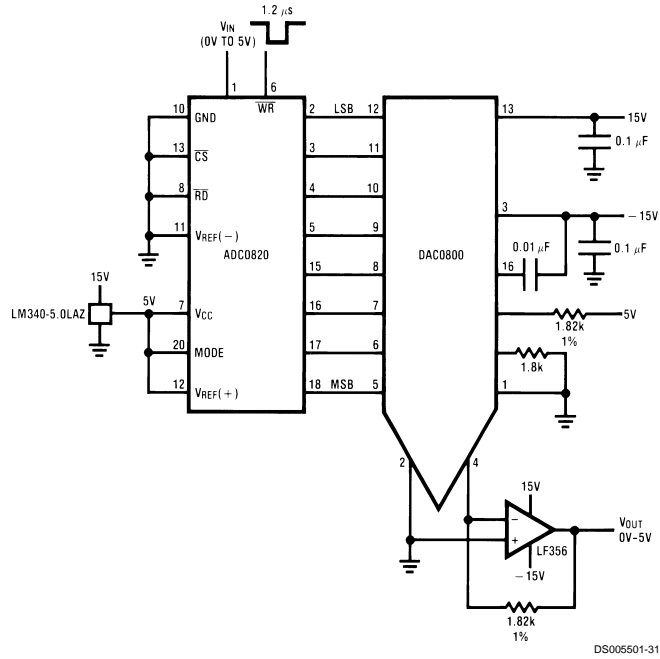 1.2 μs
VIN
(0V TO 5V)
1 6
WR
10 GND 2 LSB 12 13 15V
0.1 μF
13 CS 3 11
8 RD 4 10
3 -15V
11 VREF(-) 5 9
ADC0820 DAC0800
0.01 μF 0.1 μF
15 8 16
15V
5V
LM340-5.0LAZ 7 VCC 16 7 5V
1.82k
1%
20 MODE 17 6
1.8k
12 VREF(+) 18 MSB 5 1
2 4
15V
-
+
LF356
-15V
VOUT
0V-5V
1.82k
1%
DS005501-31